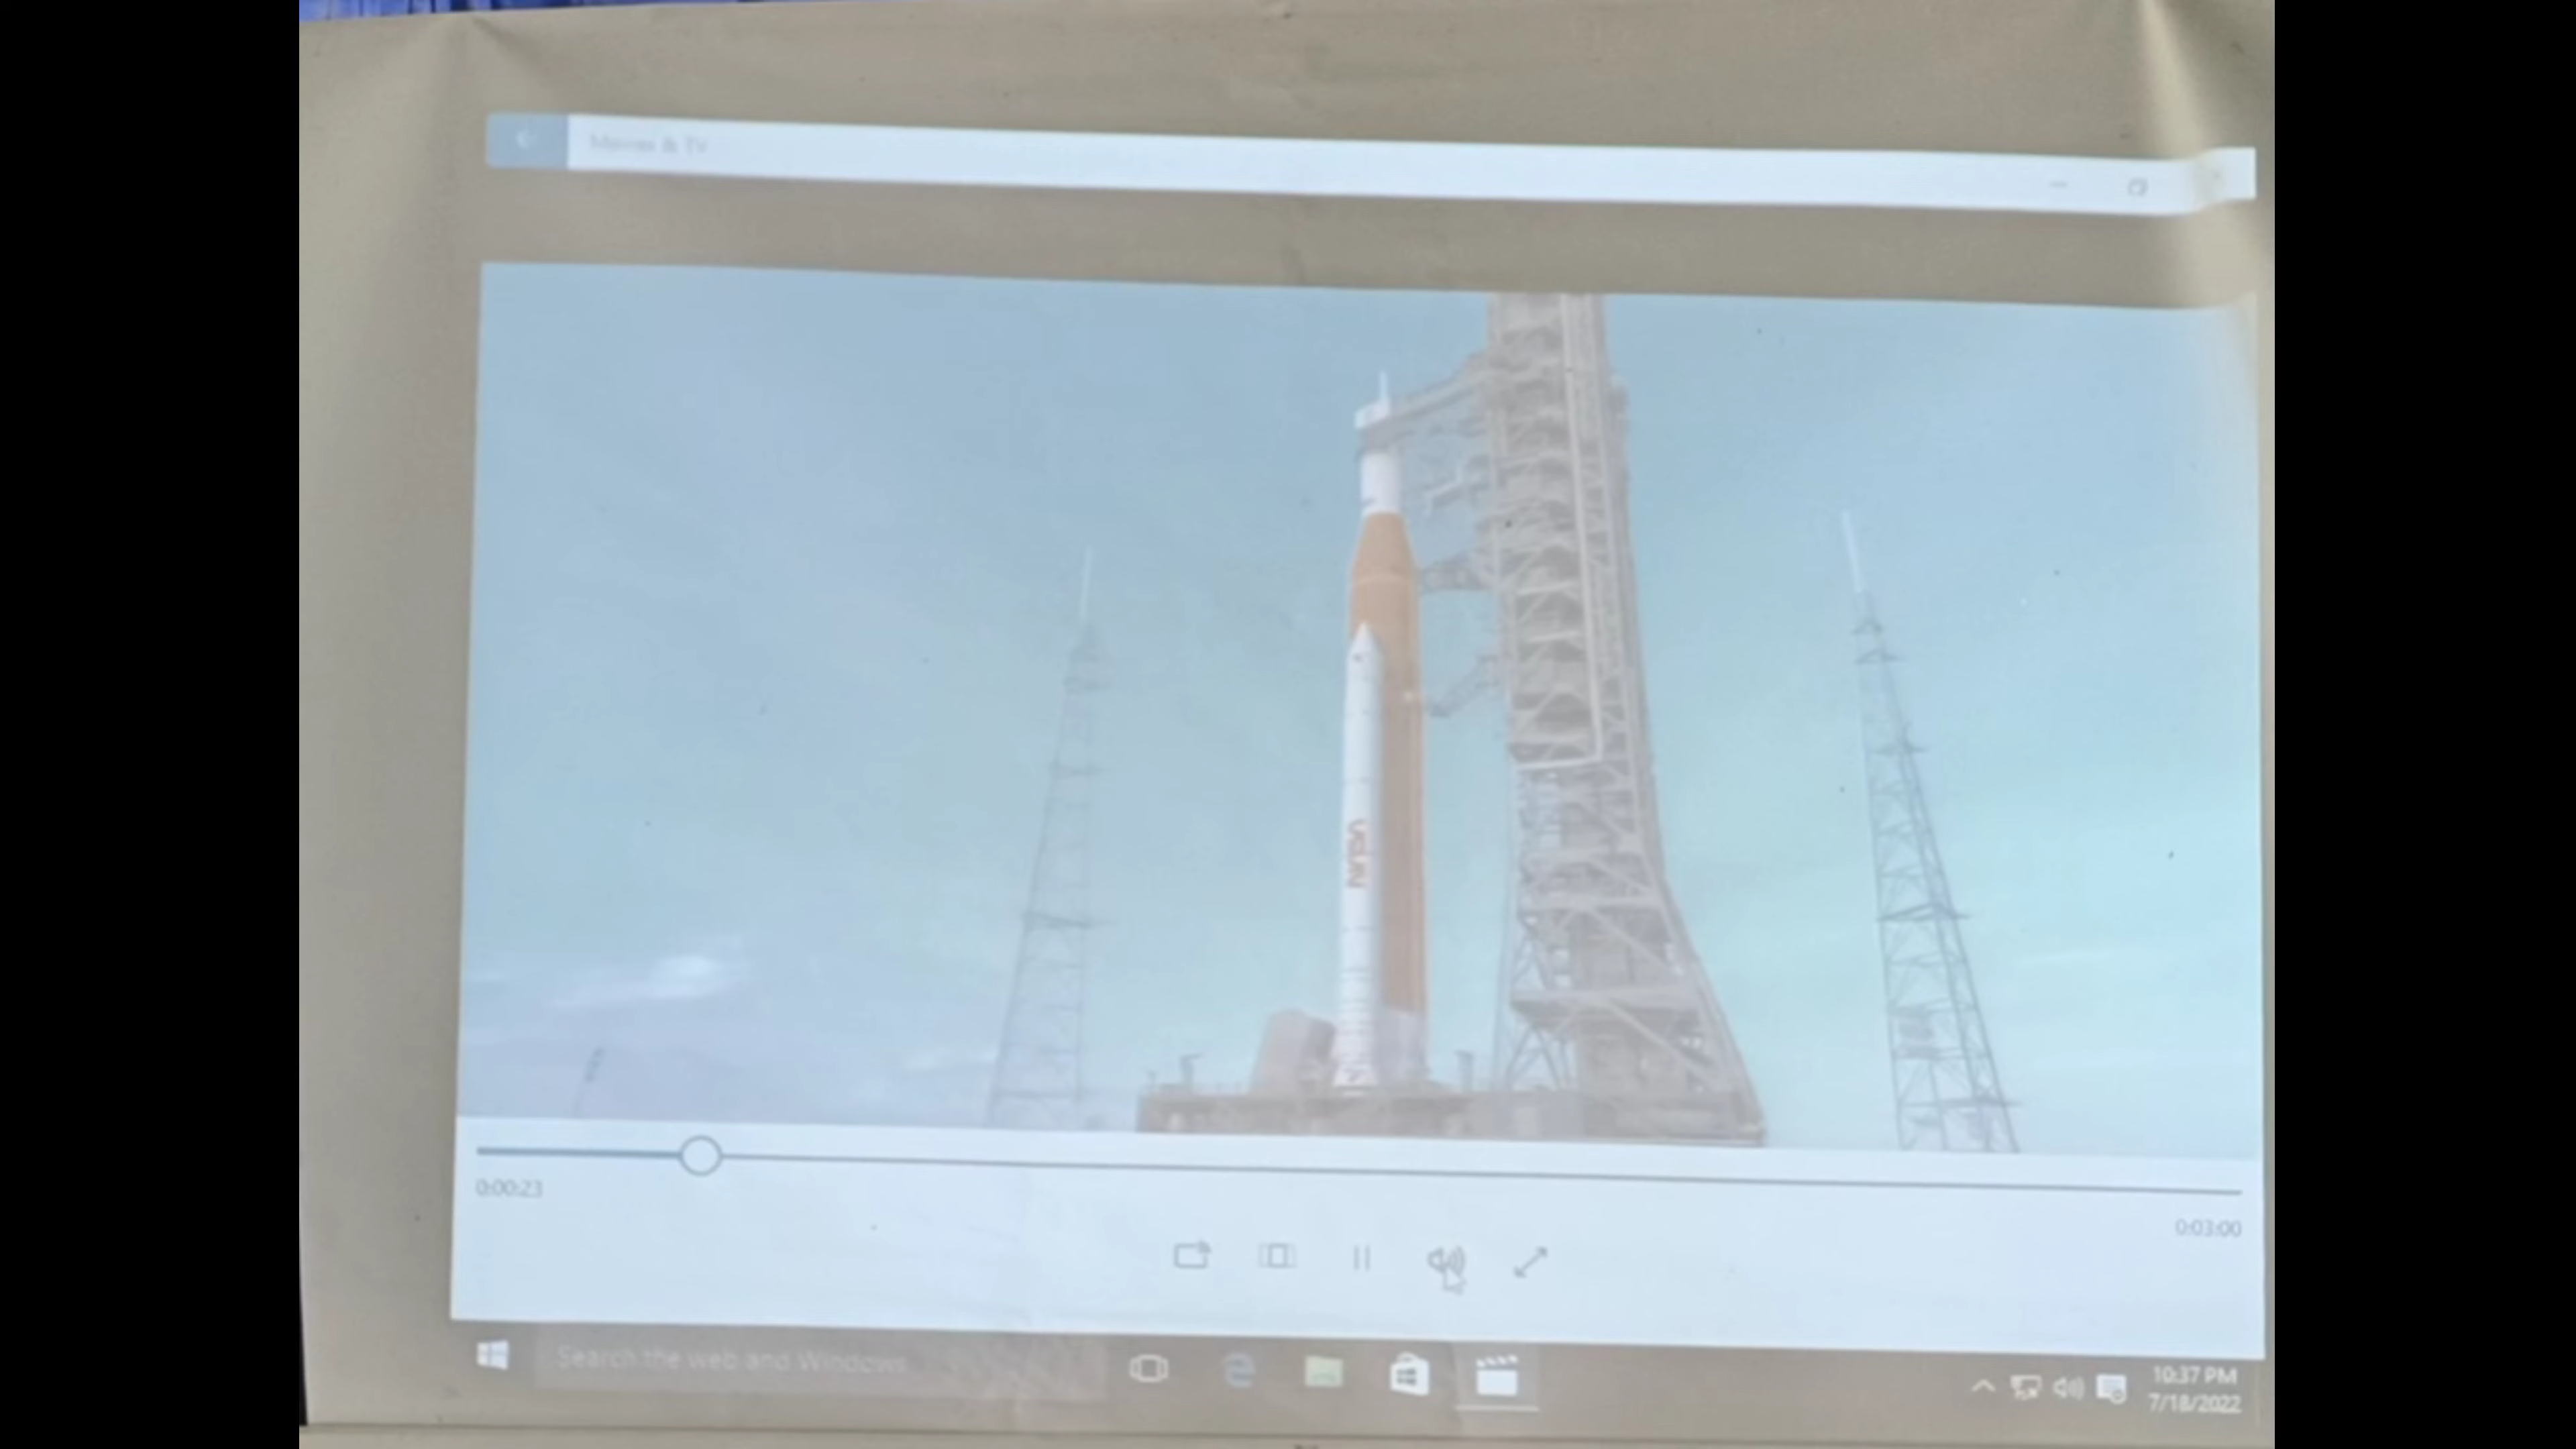 Movies & TV
NASA
0:00:23
0:03:00
Search the web and Windows
10:37 PM
7/18/2022